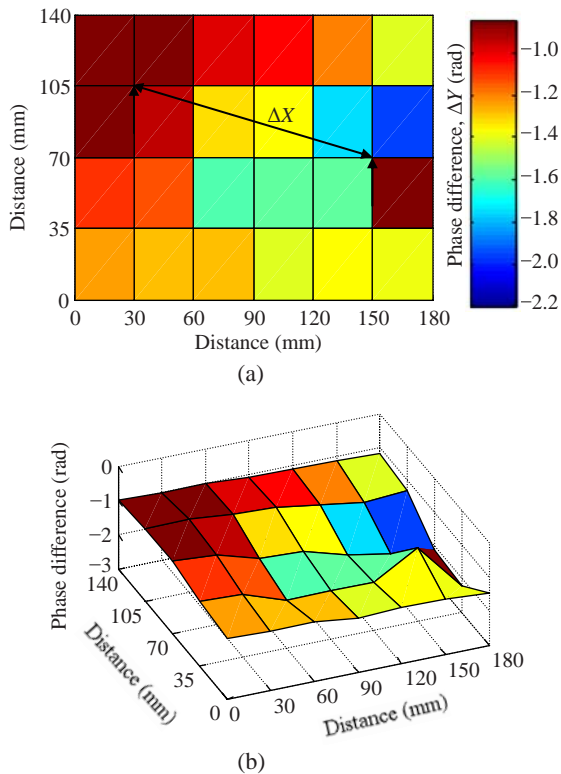 140
105
70
35
0
Distance (mm)
ΔX
0 30 60 90 120 150 180
Distance (mm)
−1.0
−1.2
−1.4
−1.6
−1.8
−2.0
−2.2
Phase difference, ΔY (rad)
(a)
0
−1
−2
−3
Phase difference (rad)
140
105
70
35
0
Distance (mm)
0 30 60 90 120 150 180
Distance (mm)
(b)